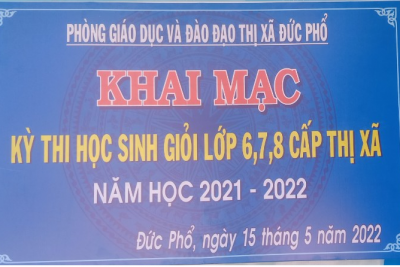 PHÒNG GIÁO DỤC VÀ ĐÀO ĐẠO THỊ XÃ ĐỨC PHỔ
KHAI MẠC
KỲ THI HỌC SINH GIỎI LỚP 6,7,8 CẤP THỊ XÃ
NĂM HỌC 2021 - 2022
Đức Phổ, ngày 15 tháng 5 năm 2022